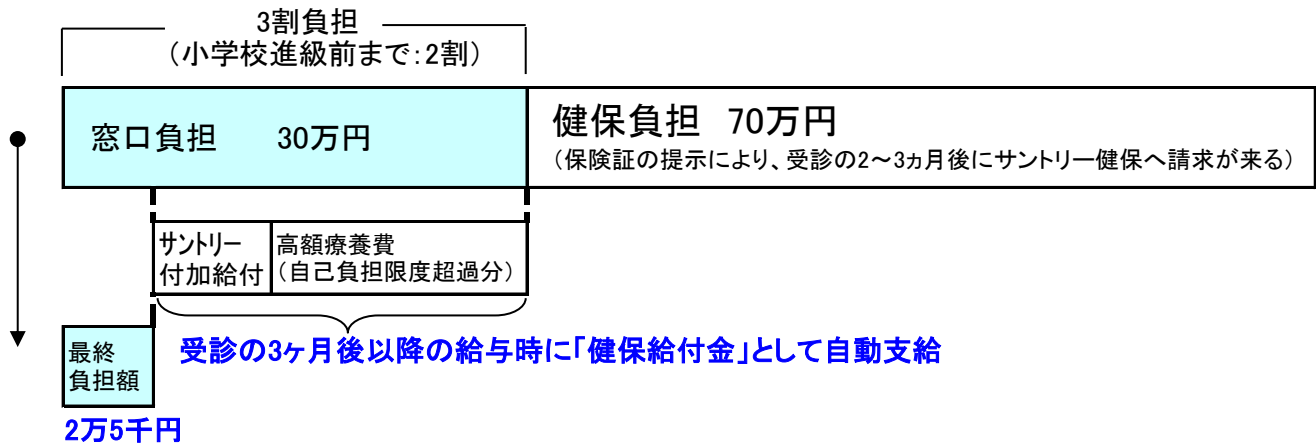 3割負担
（小学校進級前まで：2割）
窓口負担　30万円
健保負担　70万円
（保険証の提示により、受診の2～3ヵ月後にサントリー健保へ請求が来る）
サントリー
付加給付
高額療養費
（自己負担限度超過分）
受診の3ヶ月後以降の給与時に「健保給付金」として自動支給
最終
負担額
2万5千円